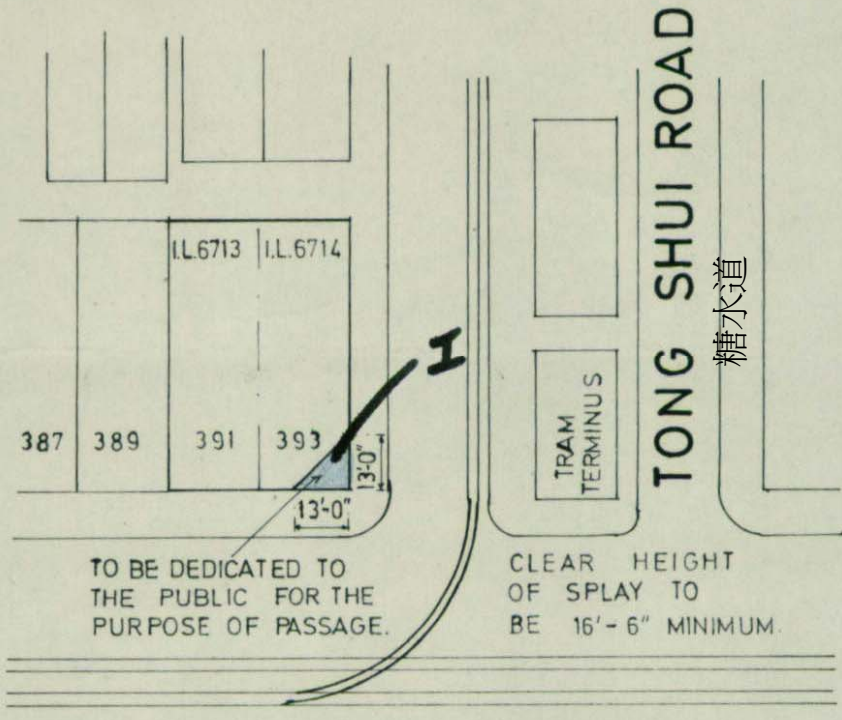 TONG SHUI ROAD
糖水道
I.L.6713
I.L.6714
I
387
389
391
393
13'-0"
13'-0"
TRAM
TERMINUS
TO BE DEDICATED TO
THE PUBLIC FOR THE
PURPOSE OF PASSAGE.
CLEAR HEIGHT
OF SPLAY TO
BE 16'-6" MINIMUM.